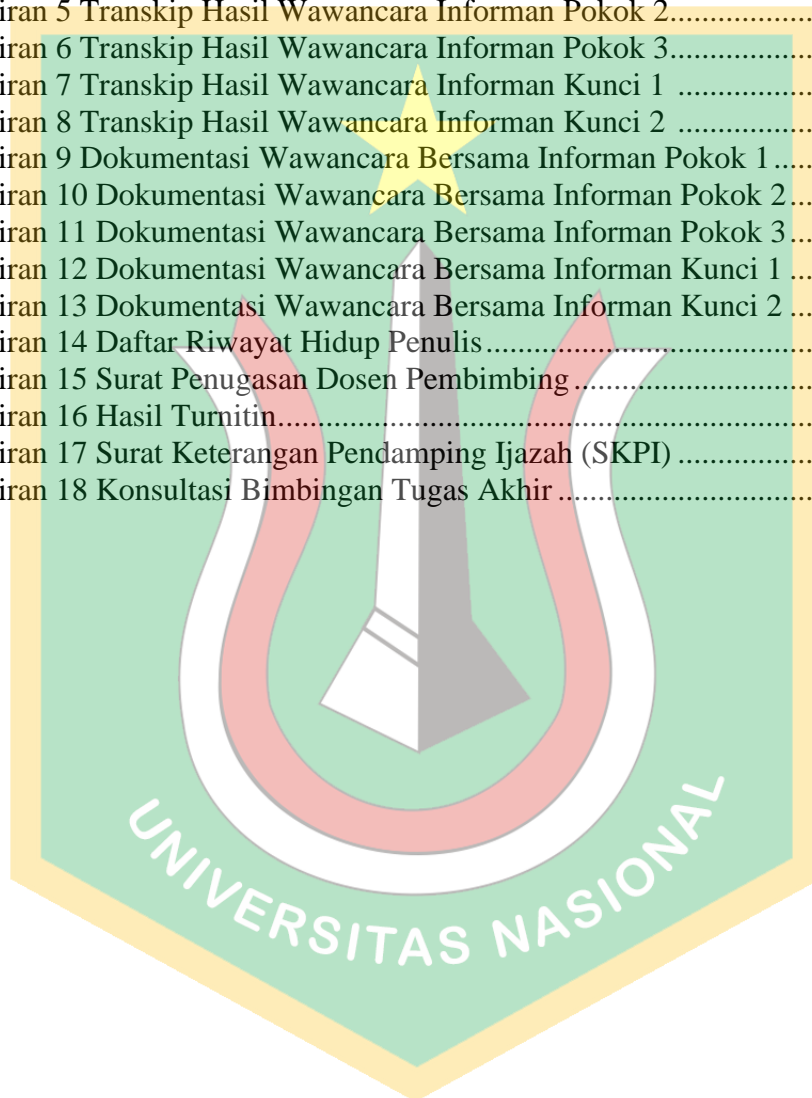 iran 5 Transkip Hasil Wawancara Informan Pokok 2..................
iran 6 Transkip Hasil Wawancara Informan Pokok 3..................
iran 7 Transkip Hasil Wawancara Informan Kunci 1 .................
iran 8 Transkip Hasil Wawancara Informan Kunci 2 .................
iran 9 Dokumentasi Wawancara Bersama Informan Pokok 1.....
iran 10 Dokumentasi Wawancara Bersama Informan Pokok 2...
iran 11 Dokumentasi Wawancara Bersama Informan Pokok 3...
iran 12 Dokumentasi Wawancara Bersama Informan Kunci 1 ...
iran 13 Dokumentasi Wawancara Bersama Informan Kunci 2 ...
iran 14 Daftar Riwayat Hidup Penulis..........................................
iran 15 Surat Penugasan Dosen Pembimbing..............................
iran 16 Hasil Turnitin....................................................................
iran 17 Surat Keterangan Pendamping Ijazah (SKPI) .................
iran 18 Konsultasi Bimbingan Tugas Akhir ................................
UNIVERSITAS NASIONAL